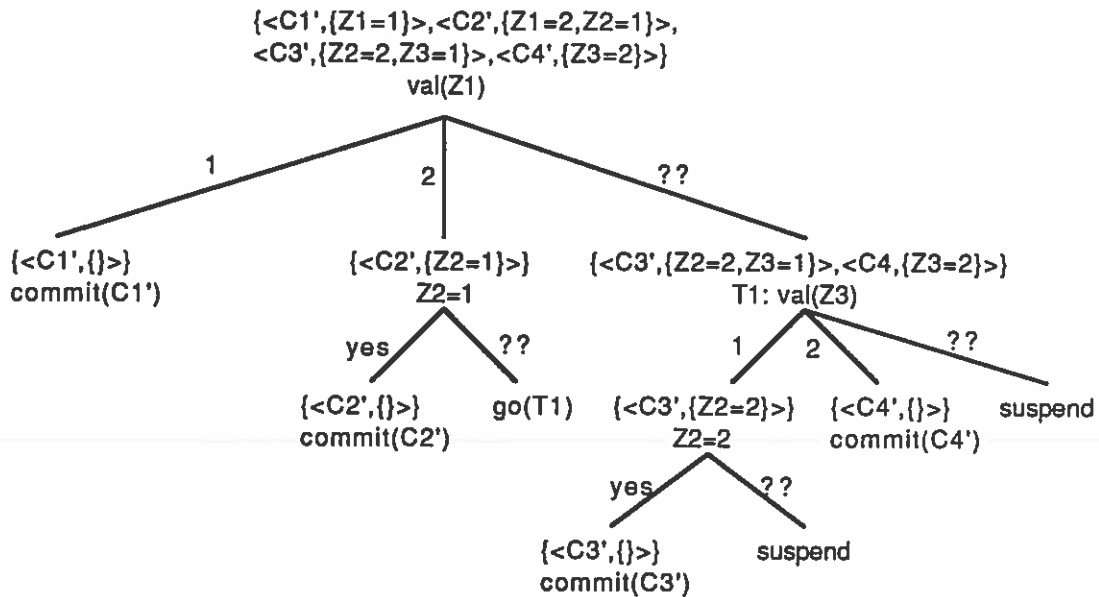 {<C1',{Z1=1}>,<C2',{Z1=2,Z2=1}>,
<C3',{Z2=2,Z3=1}>,<C4',{Z3=2}>}
val(Z1)
1
2
??
{<C1',{}>}
commit(C1')
{<C2',{Z2=1}>}
Z2=1
{<C3',{Z2=2,Z3=1}>,<C4,{Z3=2}>}
T1: val(Z3)
yes
??
1
2
??
{<C2',{}>}
commit(C2')
go(T1)
{<C3',{Z2=2}>}
Z2=2
{<C4',{}>}
commit(C4')
suspend
yes
??
{<C3',{}>}
commit(C3')
suspend